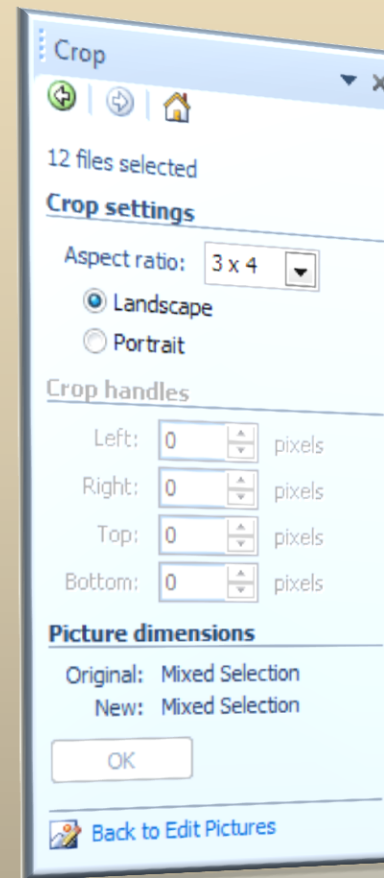 Crop
12 files selected
Crop settings
Aspect ratio: 3 x 4
Landscape
Portrait
Crop handles
Left: 0 pixels
Right: 0 pixels
Top: 0 pixels
Bottom: 0 pixels
Picture dimensions
Original: Mixed Selection
New: Mixed Selection
OK
Back to Edit Pictures